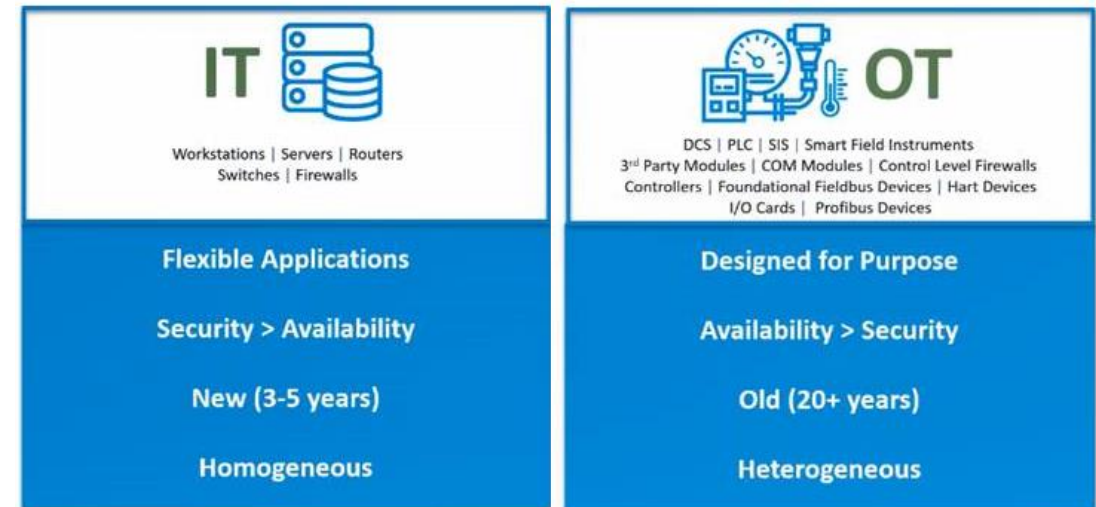 IT
Workstations | Servers | Routers
Switches | Firewalls
Flexible Applications
Security > Availability
New (3-5 years)
Homogeneous
OT
DCS | PLC | SIS | Smart Field Instruments
3rd Party Modules | COM Modules | Control Level Firewalls
Controllers | Foundational Fieldbus Devices | Hart Devices
I/O Cards | Profibus Devices
Designed for Purpose
Availability > Security
Old (20+ years)
Heterogeneous